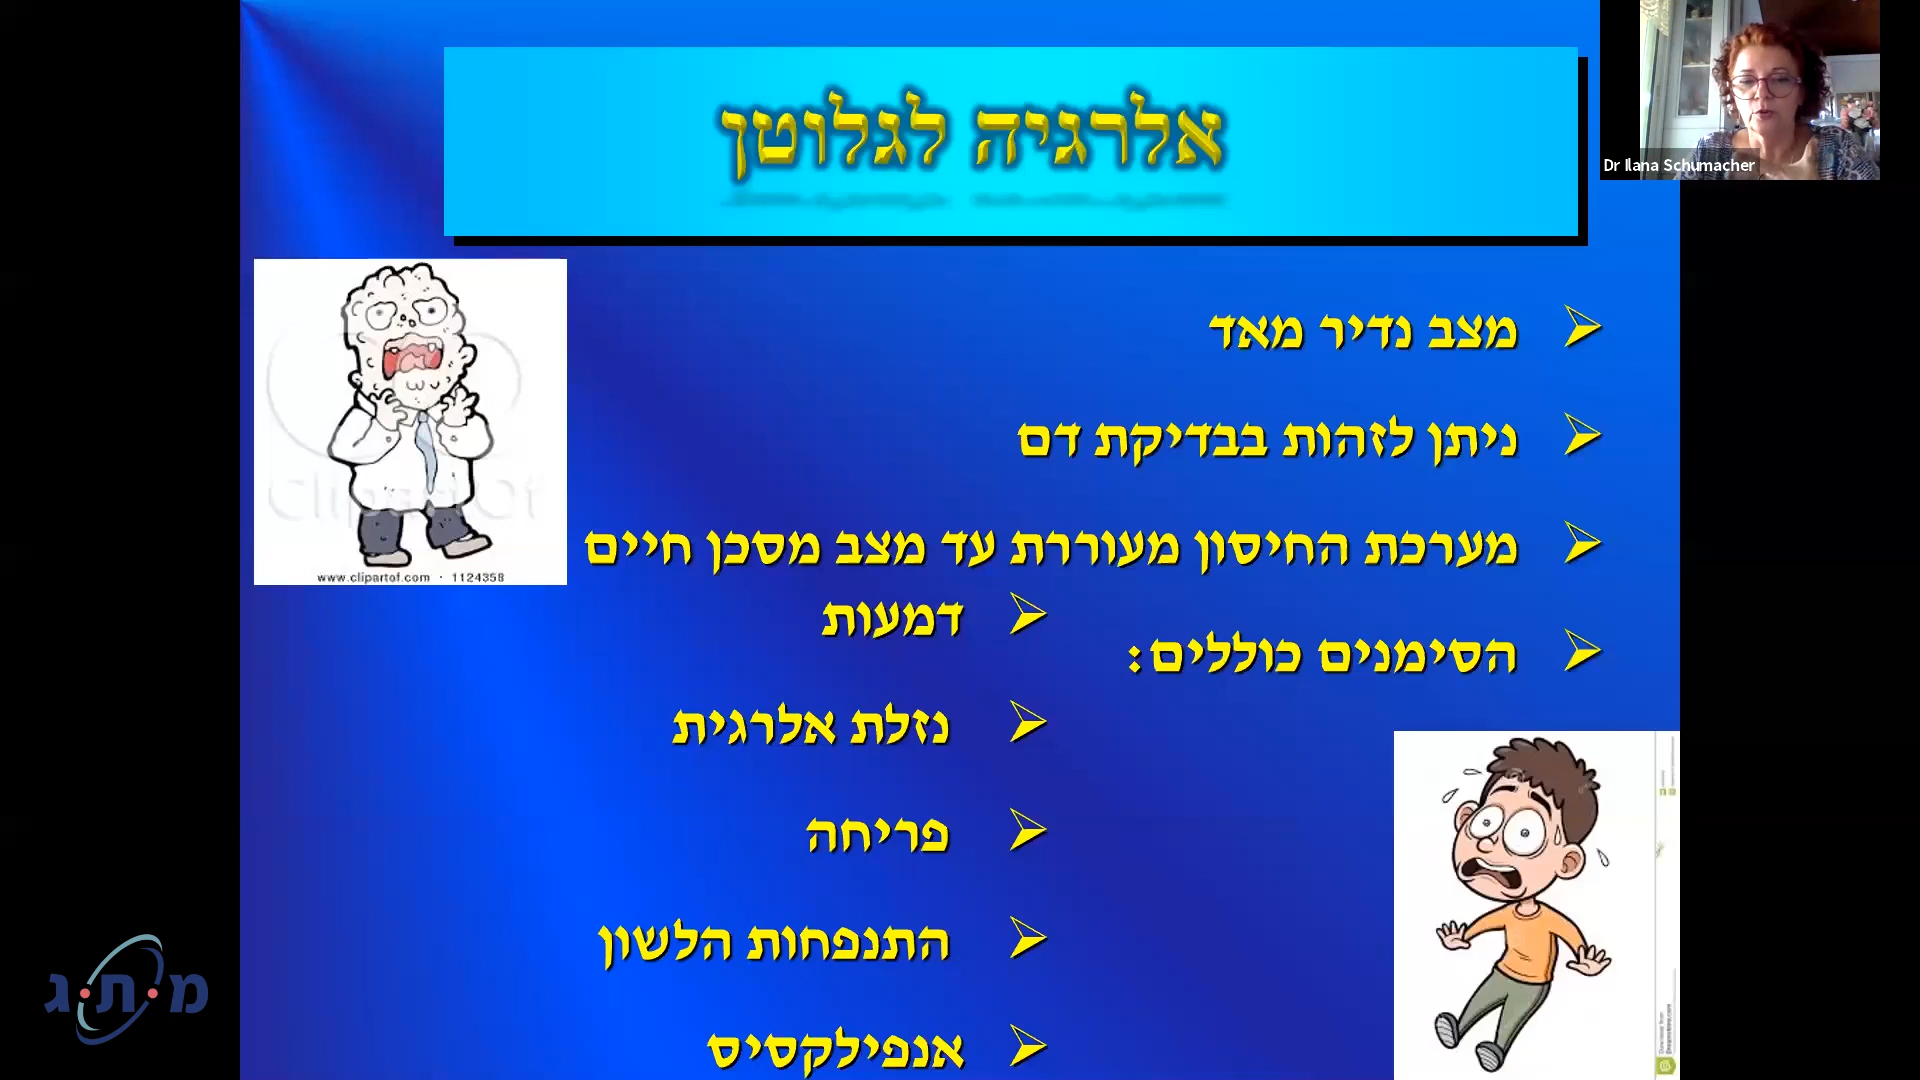 אלרגיה לגלוטן
Dr Ilana Schumacher
מצב נדיר מאד
ניתן לזהות בבדיקת דם
מערכת החיסון מעוררת עד מצב מסכן חיים
הסימנים כוללים:
דמעות
נזלת אלרגית
פריחה
התנפחות הלשון
אנפילקסיס
ClipartOf
www.clipartof.com · 1124358
מ.ת.ג